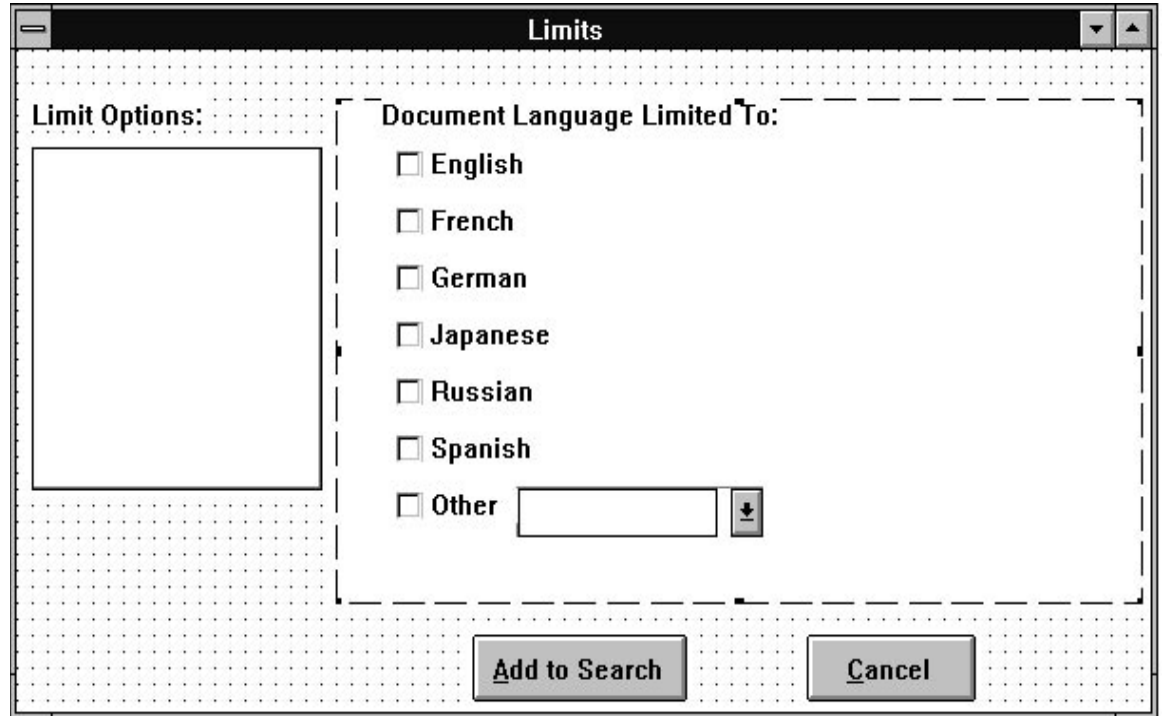 Limits
Limit Options:
Document Language Limited To:
English
French
German
Japanese
Russian
Spanish
Other
Add to Search
Cancel